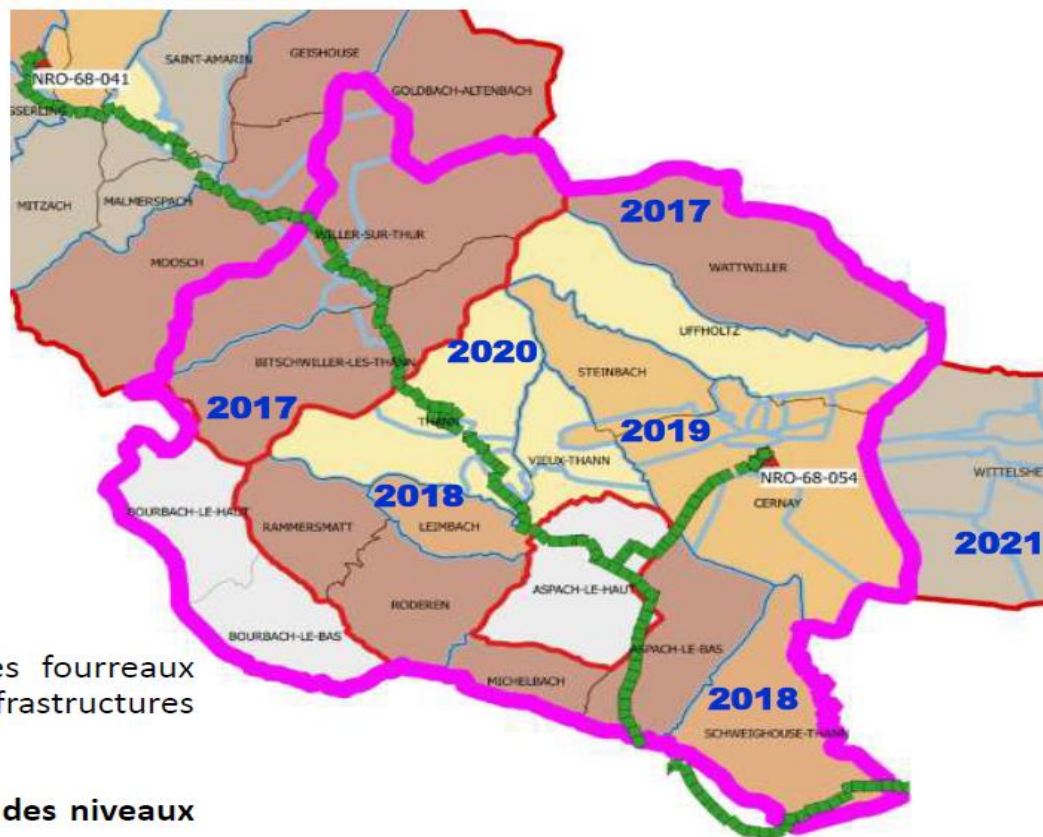 GEISHOUSE
SAINT-AMARIN
NRO-68-041
GOLDBACH-ALTENBACH
SSERLING
MITZACH
MALMERSPACH
2017
WILLER-SUR-THUR
MOOSCH
WATTWILLER
UFFHOLTZ
2020
BITSCHWILLER-LES-THANN
STEINBACH
2017
THANN
2019
VIEUX-THANN
NRO-68-054
WITTELSHE
2018
CERNAY
BOURBACH-LE-HAUT
RAMMERSMATT
LEIMBACH
2021
ASPACH-LE-HAUT
RODEREN
BOURBACH-LE-BAS
ASPACH-LE-BAS
es fourreaux
MICHELBACH
frastructures
2018
SCHWEIGHOUSE-THANN
des niveaux